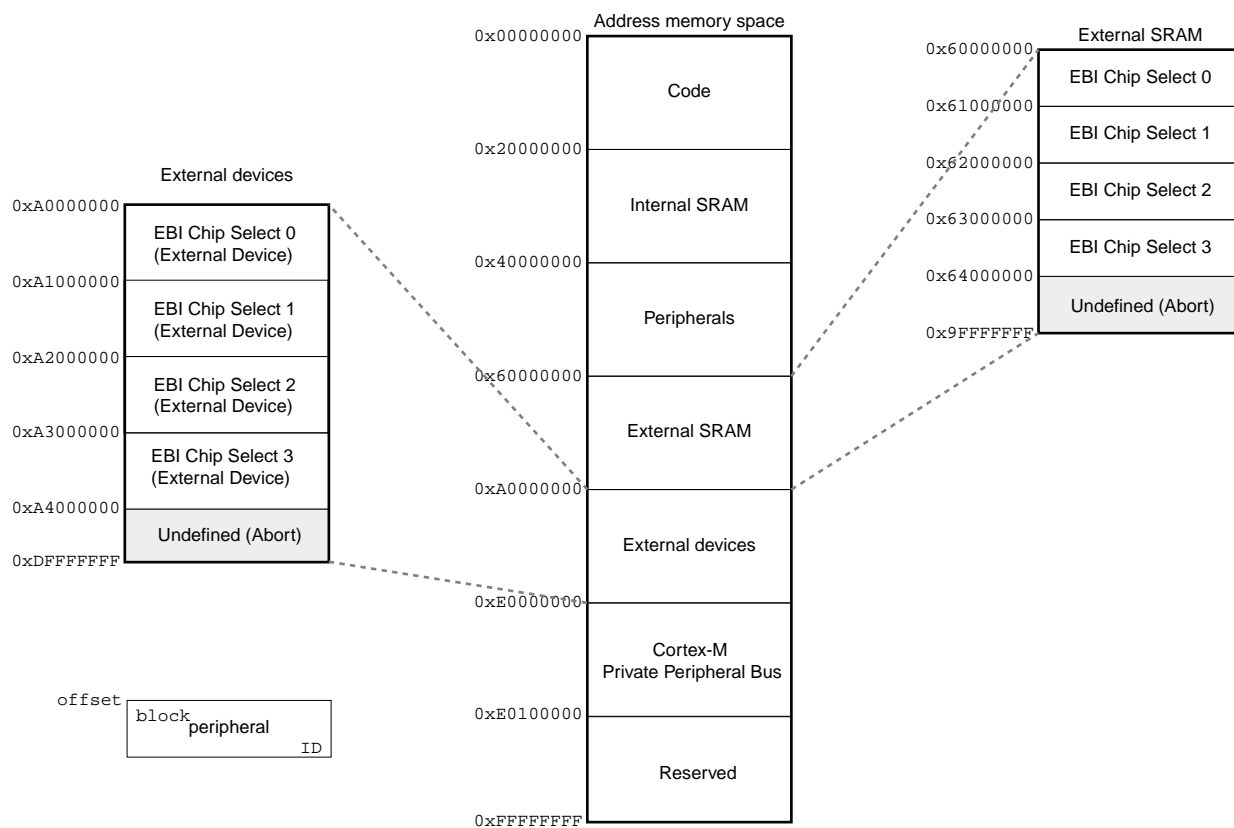 Address memory space
0x00000000
Code
0x20000000
Internal SRAM
0x40000000
Peripherals
0x60000000
External SRAM
0xA0000000
External devices
0xE0000000
Cortex-M
Private Peripheral Bus
0xE0100000
Reserved
0xFFFFFFFF
External devices
0xA0000000
EBI Chip Select 0
(External Device)
0xA1000000
EBI Chip Select 1
(External Device)
0xA2000000
EBI Chip Select 2
(External Device)
0xA3000000
EBI Chip Select 3
(External Device)
0xA4000000
Undefined (Abort)
0xDFFFFFFF
offset
block
peripheral
ID
External SRAM
0x60000000
EBI Chip Select 0
0x61000000
EBI Chip Select 1
0x62000000
EBI Chip Select 2
0x63000000
EBI Chip Select 3
0x64000000
Undefined (Abort)
0x9FFFFFFF